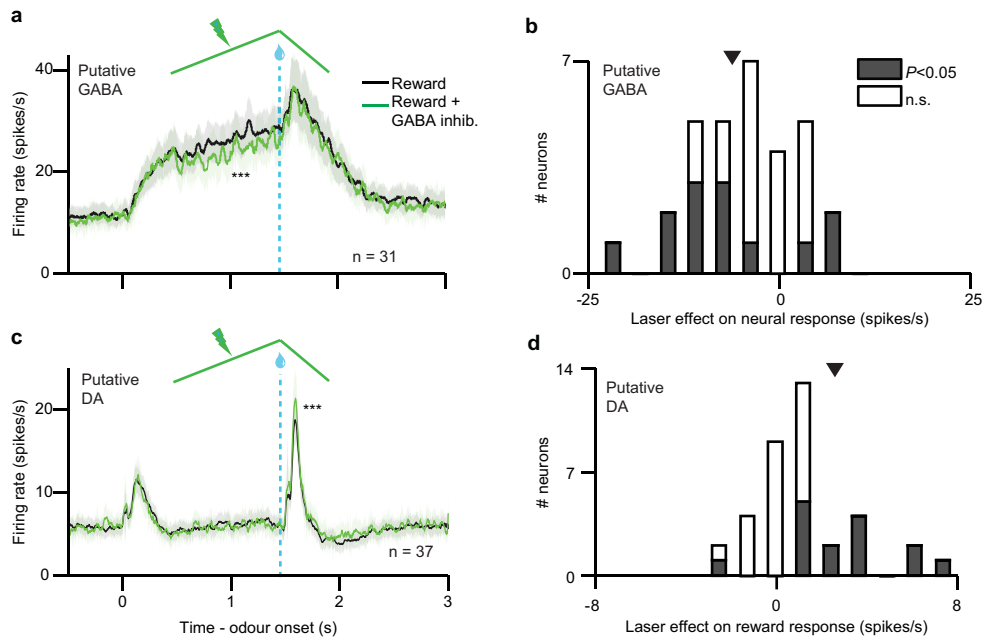 a
Putative
GABA
Reward
Reward +
GABA inhib.
Firing rate (spikes/s)
40
20
0
***
n = 31
b
Putative
GABA
P<0.05
n.s.
# neurons
7
0
-25
0
25
Laser effect on neural response (spikes/s)
c
Putative
DA
Firing rate (spikes/s)
20
10
0
***
n = 37
0
1
2
3
Time - odour onset (s)
d
Putative
DA
# neurons
14
7
0
-8
0
8
Laser effect on reward response (spikes/s)